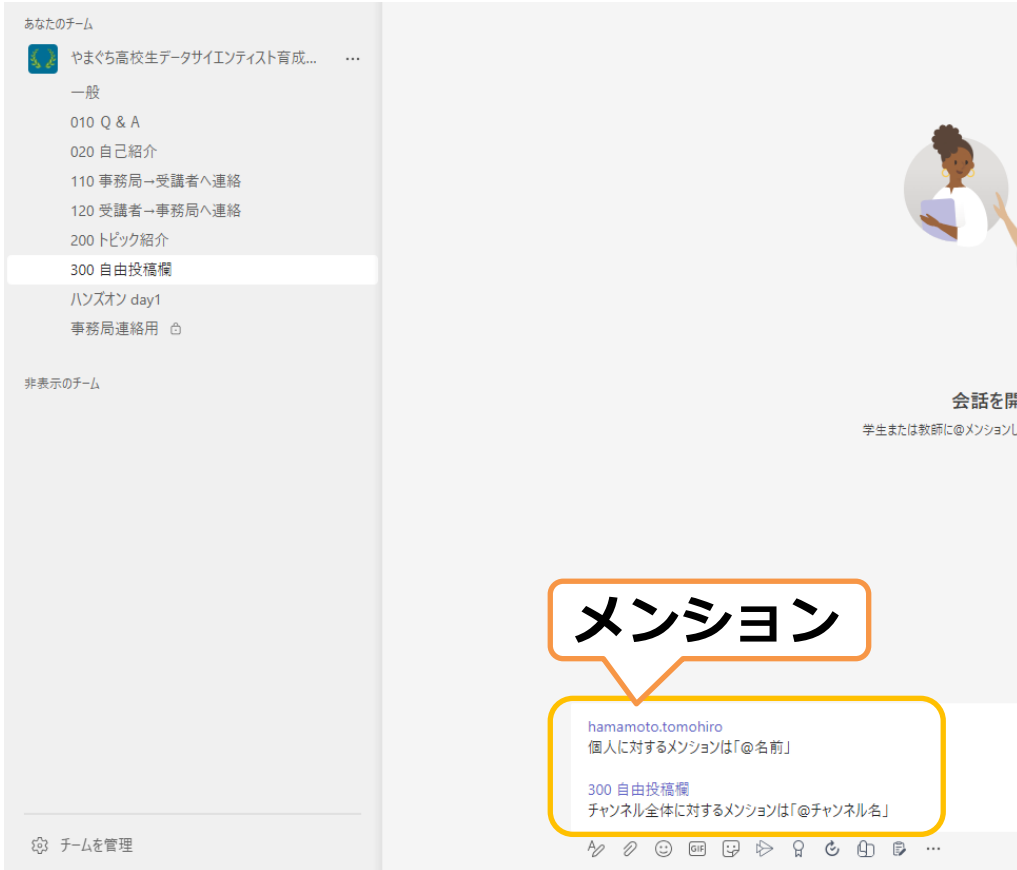 あなたのチーム
やまぐち高校生データサイエンティスト育成...
一般
010 Q & A
020 自己紹介
110 事務局→受講者へ連絡
120 受講者→事務局へ連絡
200 トピック紹介
300 自由投稿欄
ハンズオン day1
事務局連絡用
非表示のチーム
チームを管理
会話を開
学生または教師に@メンションし
メンション
hamamoto.tomohiro
個人に対するメンションは「@名前」
300 自由投稿欄
チャンネル全体に対するメンションは「@チャンネル名」
GIF